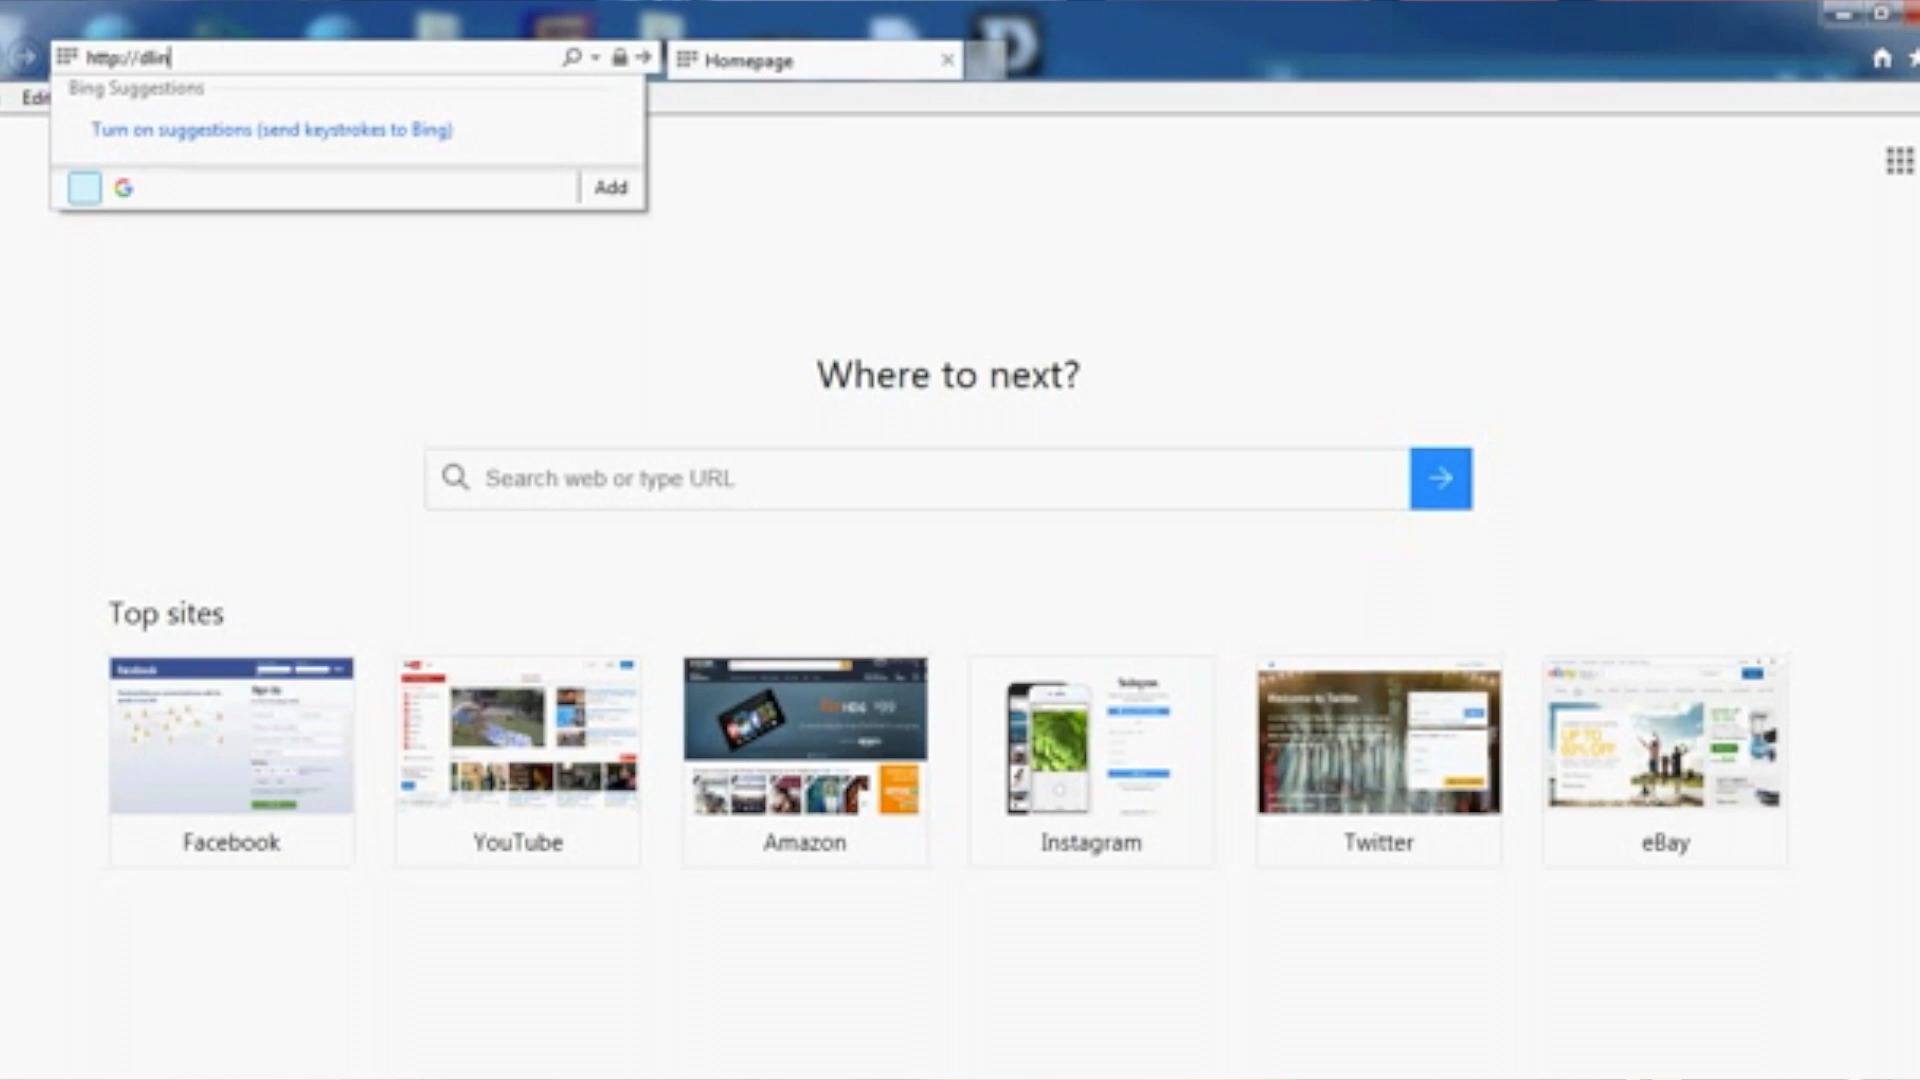 http://dlin
Homepage
Bing Suggestions
Turn on suggestions (send keystrokes to Bing)
Add
Where to next?
Search web or type URL
Top sites
Facebook
YouTube
Amazon
Instagram
Twitter
eBay